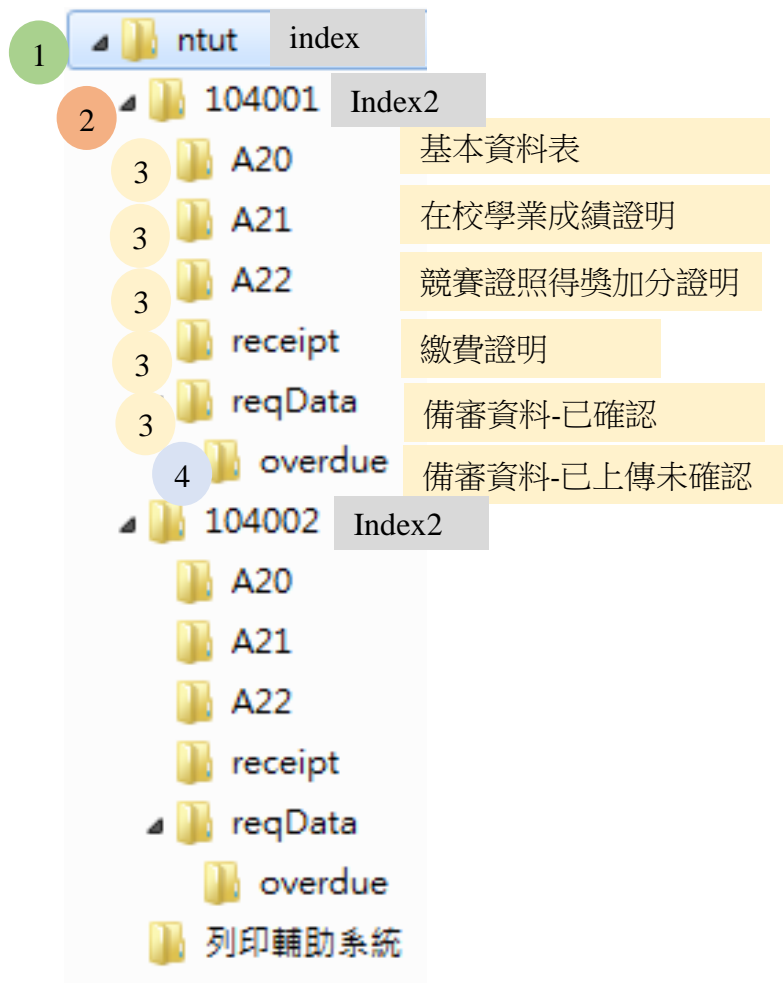 1 ntut index
2 104001 Index2
3 A20 基本資料表
3 A21 在校學業成績證明
3 A22 競賽證照得獎加分證明
3 receipt 繳費證明
3 reqData 備審資料-已確認
4 overdue 備審資料-已上傳未確認
104002 Index2
A20
A21
A22
receipt
reqData
overdue
列印輔助系統